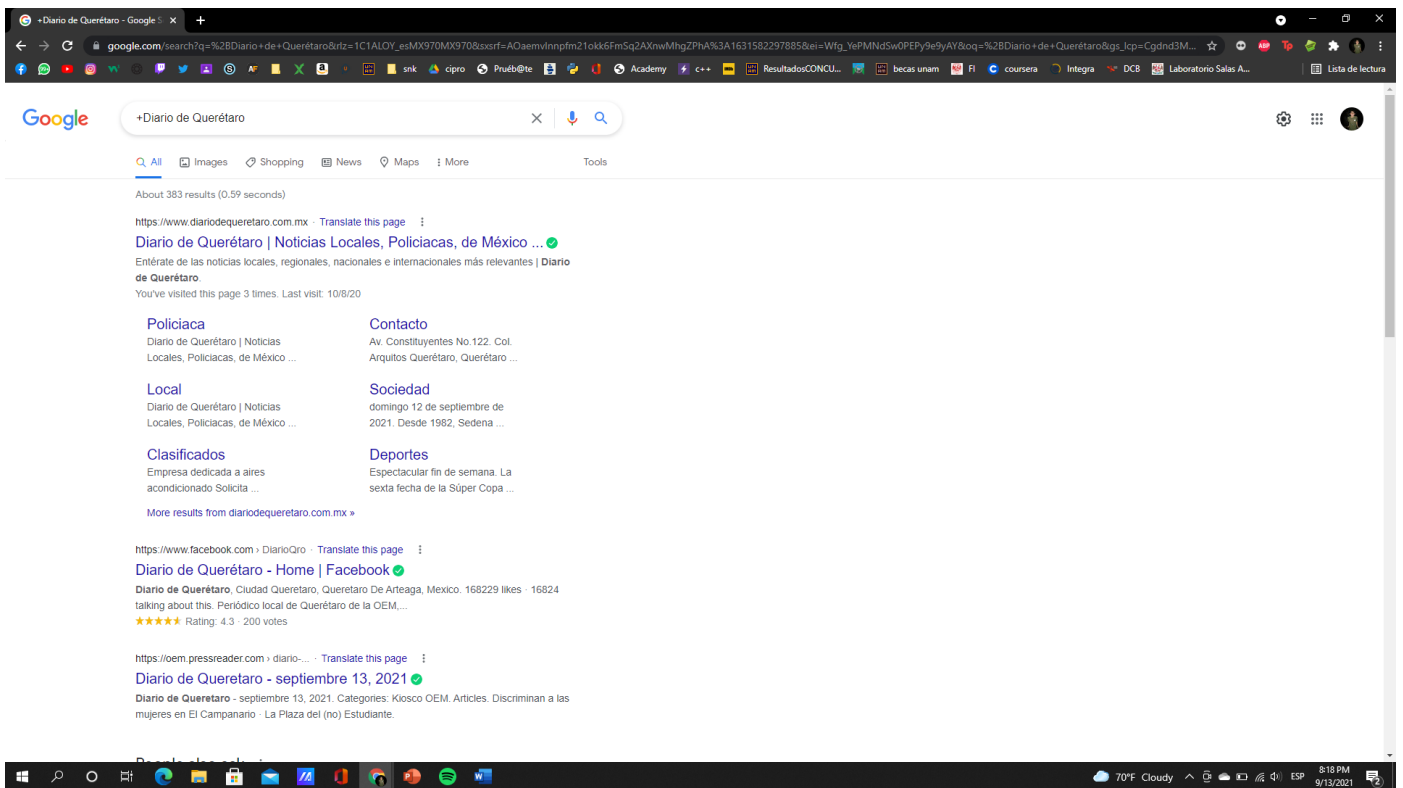 +Diario de Querétaro - Google S
google.com/search?q=%2BDiario+de+Querétaro&rlz=1C1ALOY_esMX970MX970&sxsrf=AOaemvInnpfm21okk6FmSq2AXnwMhgZPhA%3A1631582297885&ei=Wfg_YePMNdSw0PEPy9e9yAY&oq=%2BDiario+de+Querétaro&gs_lcp=Cgdnd3M...
snk cipro Pruéb@te Academy c++ ResultadosCONCU... becas unam FI coursera Integra DCB Laboratorio Salas A... Lista de lectura
Google
+Diario de Querétaro
All Images Shopping News Maps More Tools
About 383 results (0.59 seconds)
https://www.diariodequeretaro.com.mx · Translate this page
Diario de Querétaro | Noticias Locales, Policiacas, de México ...
Entérate de las noticias locales, regionales, nacionales e internacionales más relevantes | Diario
de Querétaro.
You've visited this page 3 times. Last visit: 10/8/20
Policiaca
Diario de Querétaro | Noticias
Locales, Policiacas, de México ...
Contacto
Av. Constituyentes No.122. Col.
Arquitos Querétaro, Querétaro ...
Local
Diario de Querétaro | Noticias
Locales, Policiacas, de México ...
Sociedad
domingo 12 de septiembre de
2021. Desde 1982, Sedena ...
Clasificados
Empresa dedicada a aires
acondicionado Solicita ...
Deportes
Espectacular fin de semana. La
sexta fecha de la Súper Copa ...
More results from diariodequeretaro.com.mx »
https://www.facebook.com › DiarioQro · Translate this page
Diario de Querétaro - Home | Facebook
Diario de Querétaro, Ciudad Queretaro, Queretaro De Arteaga, Mexico. 168229 likes · 16824
talking about this. Periódico local de Querétaro de la OEM,...
Rating: 4.3 · 200 votes
https://oem.pressreader.com › diario-... · Translate this page
Diario de Queretaro - septiembre 13, 2021
Diario de Queretaro - septiembre 13, 2021. Categories: Kiosco OEM. Articles. Discriminan a las
mujeres en El Campanario · La Plaza del (no) Estudiante.
70°F Cloudy ESP
8:18 PM
9/13/2021